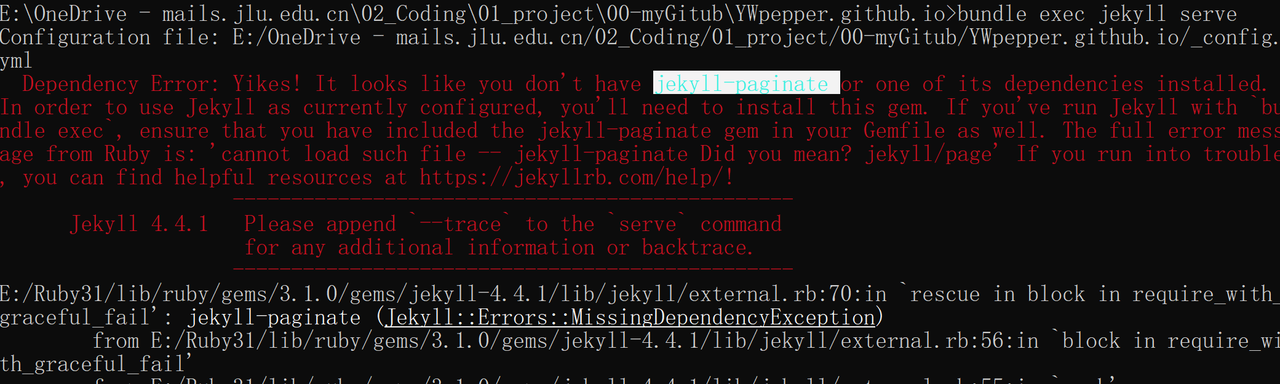 E:\OneDrive - mails.jlu.edu.cn\02_Coding\01_project\00-myGitub\YWpepper.github.io>bundle exec jekyll serve
Configuration file: E:/OneDrive - mails.jlu.edu.cn/02_Coding/01_project/00-myGitub/YWpepper.github.io/_config.
yml
Dependency Error: Yikes! It looks like you don't have jekyll-paginate or one of its dependencies installed.
In order to use Jekyll as currently configured, you'll need to install this gem. If you've run Jekyll with `bu
ndle exec`, ensure that you have included the jekyll-paginate gem in your Gemfile as well. The full error mess
age from Ruby is: 'cannot load such file -- jekyll-paginate Did you mean? jekyll/page' If you run into trouble
, you can find helpful resources at https://jekyllrb.com/help/!
-------------------------------------------------
Jekyll 4.4.1 Please append `--trace` to the `serve` command
for any additional information or backtrace.
-------------------------------------------------
E:/Ruby31/lib/ruby/gems/3.1.0/gems/jekyll-4.4.1/lib/jekyll/external.rb:70:in `rescue in block in require_with_
graceful_fail': jekyll-paginate (Jekyll::Errors::MissingDependencyException)
from E:/Ruby31/lib/ruby/gems/3.1.0/gems/jekyll-4.4.1/lib/jekyll/external.rb:56:in `block in require_wi
th_graceful_fail'